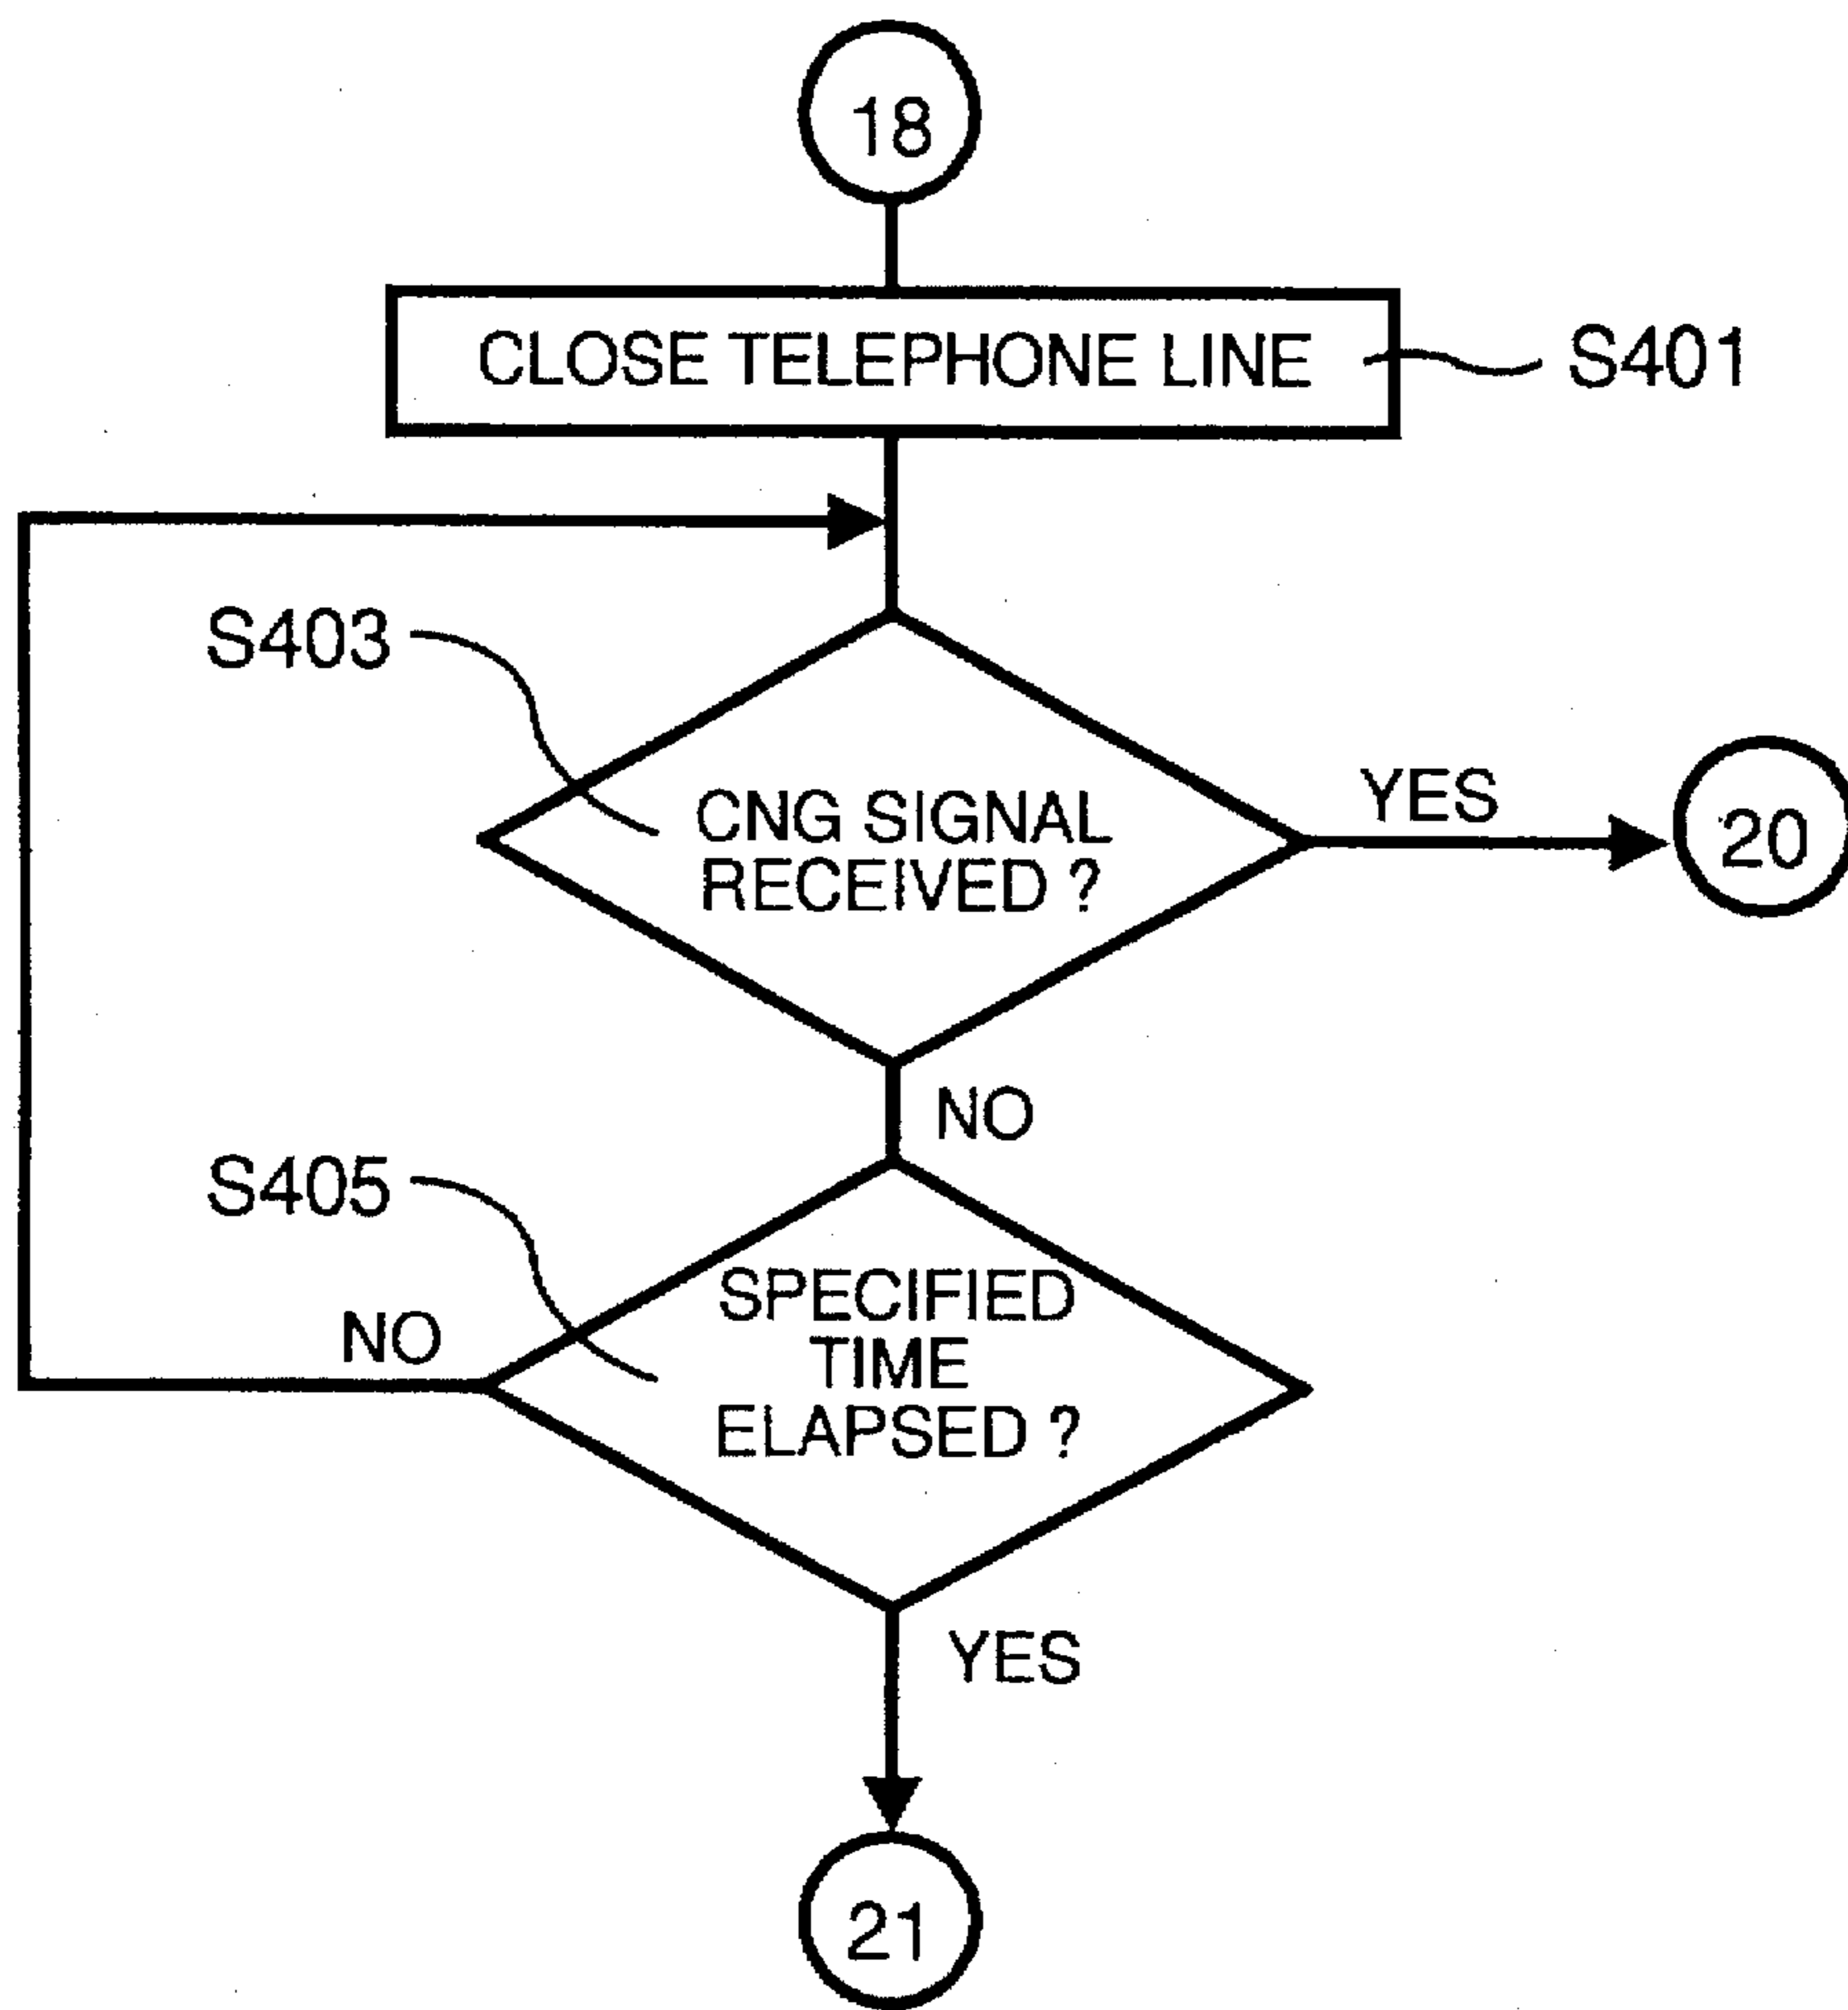 18
CLOSE TELEPHONE LINE
S401
S403
CNG SIGNAL
RECEIVED ?
YES
20
NO
S405
SPECIFIED
TIME
ELAPSED ?
NO
YES
21